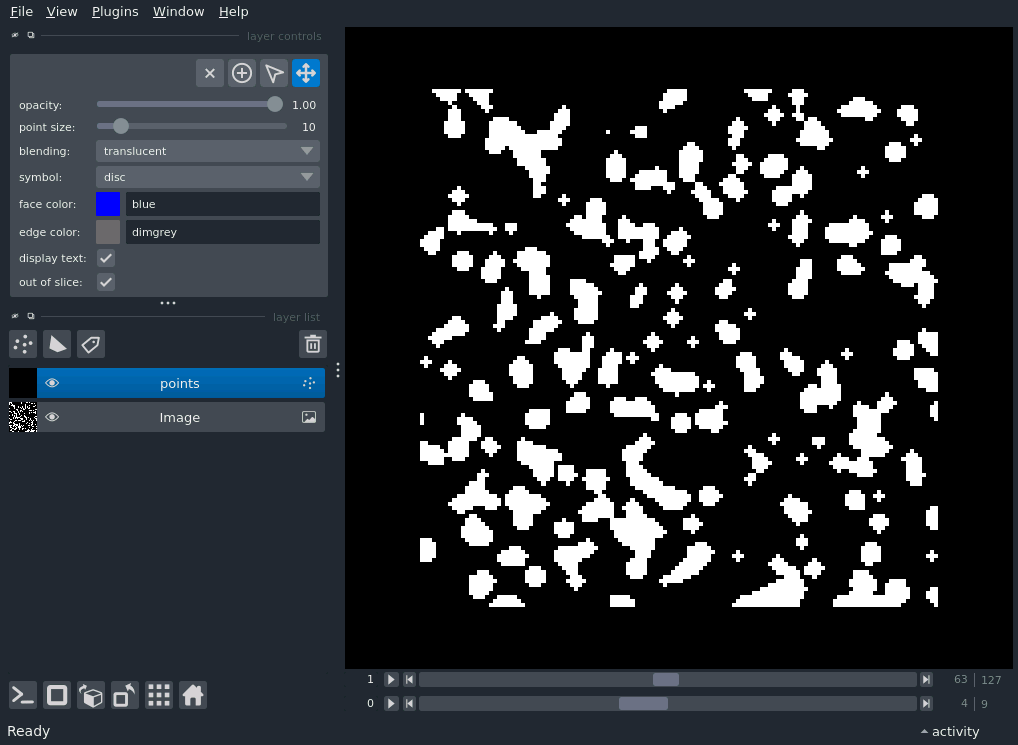 File View Plugins Window Help
layer controls
opacity: 1.00
point size: 10
blending: translucent
symbol: disc
face color: blue
edge color: dimgrey
display text:
out of slice:
layer list
points
Image
1 63 127
0 4 9
Ready activity